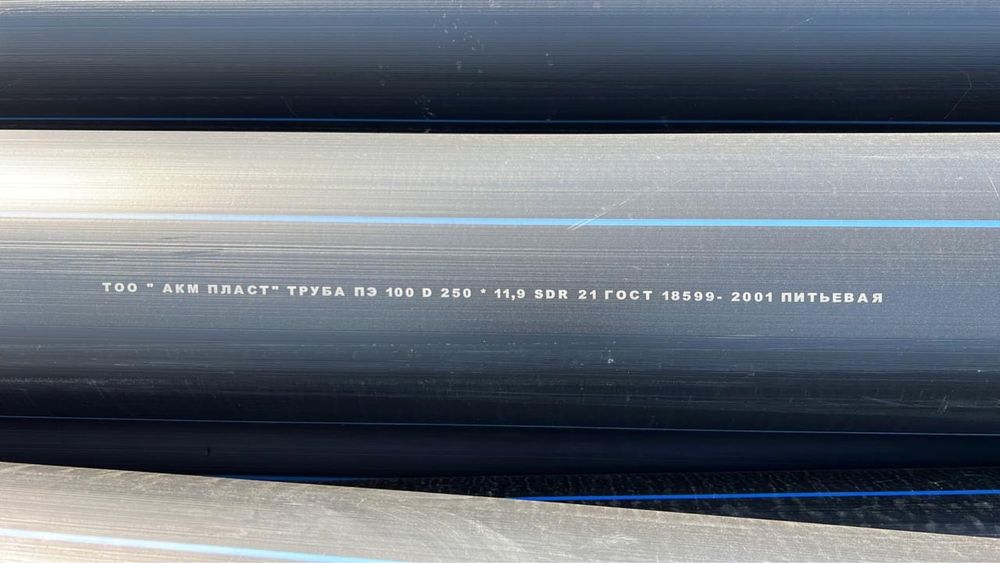 ТОО " АКМ ПЛАСТ" ТРУБА ПЭ 100 D 250 * 11,9 SDR 21 ГОСТ 18599- 2001 ПИТЬЕВАЯ